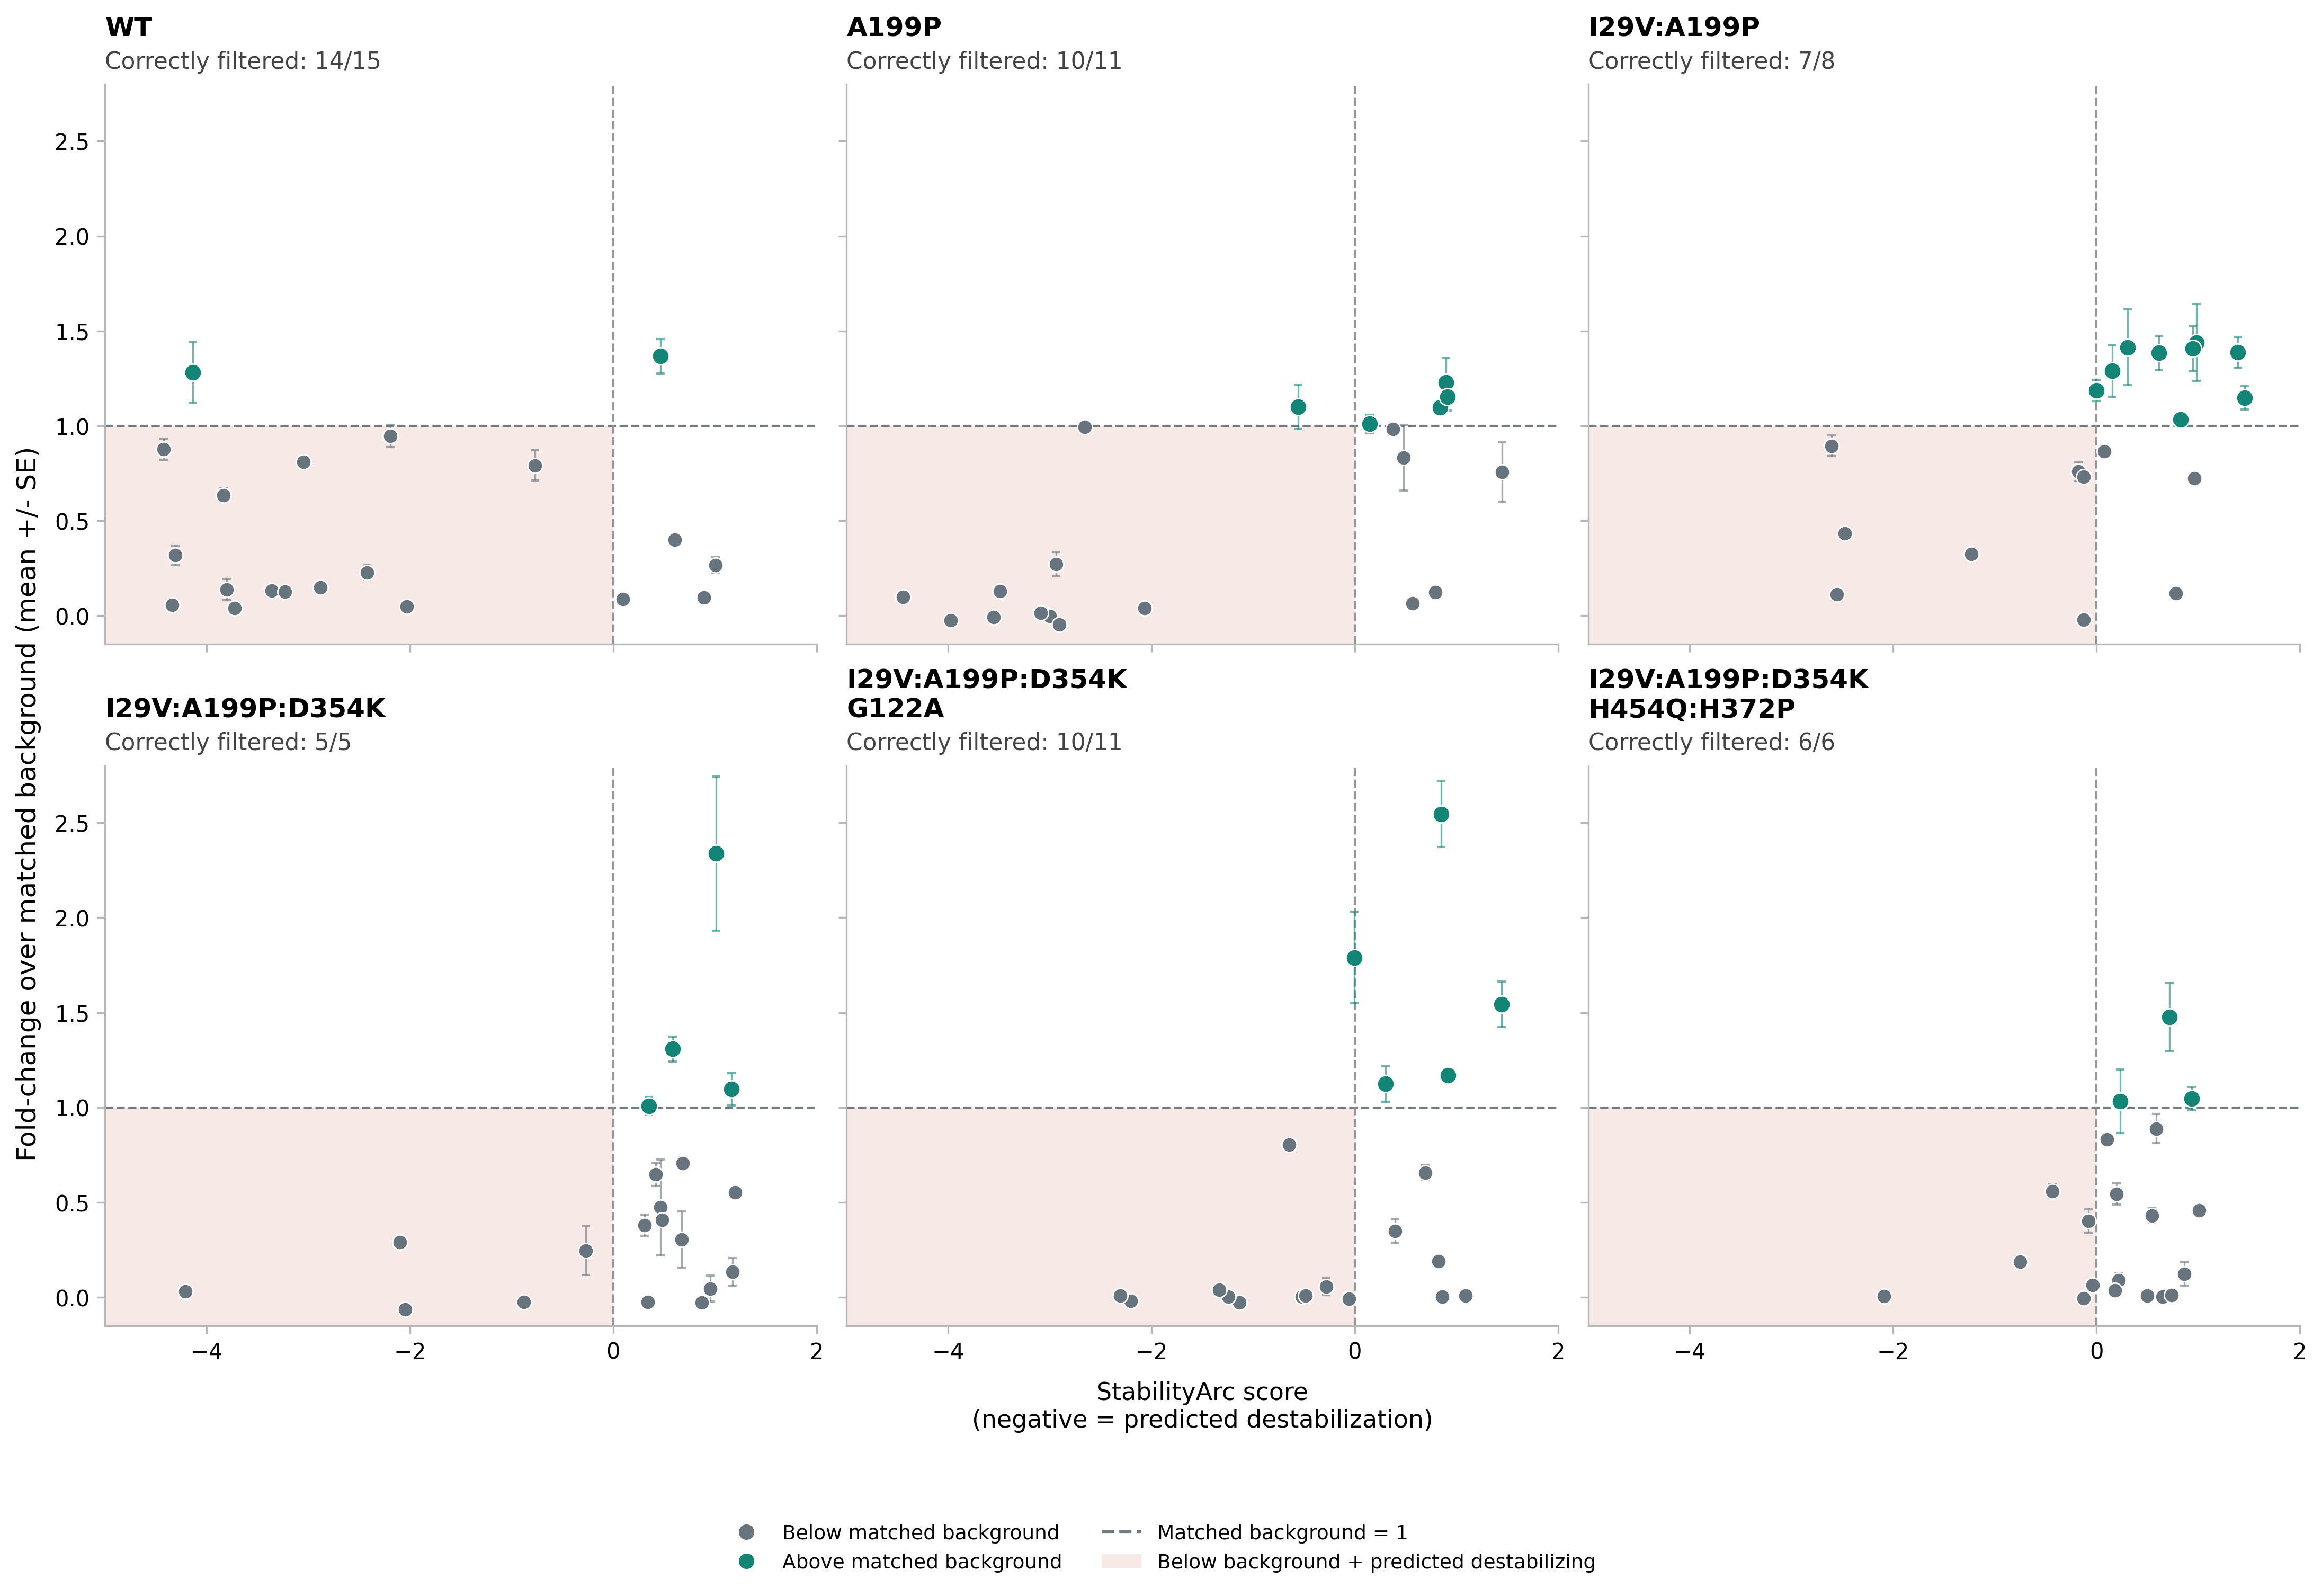 WT
Correctly filtered: 14/15
A199P
Correctly filtered: 10/11
I29V:A199P
Correctly filtered: 7/8
2.5
2.0
1.5
1.0
0.5
0.0
Fold-change over matched background (mean +/- SE)
I29V:A199P:D354K
Correctly filtered: 5/5
I29V:A199P:D354K
G122A
Correctly filtered: 10/11
I29V:A199P:D354K
H454Q:H372P
Correctly filtered: 6/6
2.5
2.0
1.5
1.0
0.5
0.0
−4 −2 0 2
−4 −2 0 2
−4 −2 0 2
StabilityArc score
(negative = predicted destabilization)
Below matched background
Above matched background
Matched background = 1
Below background + predicted destabilizing